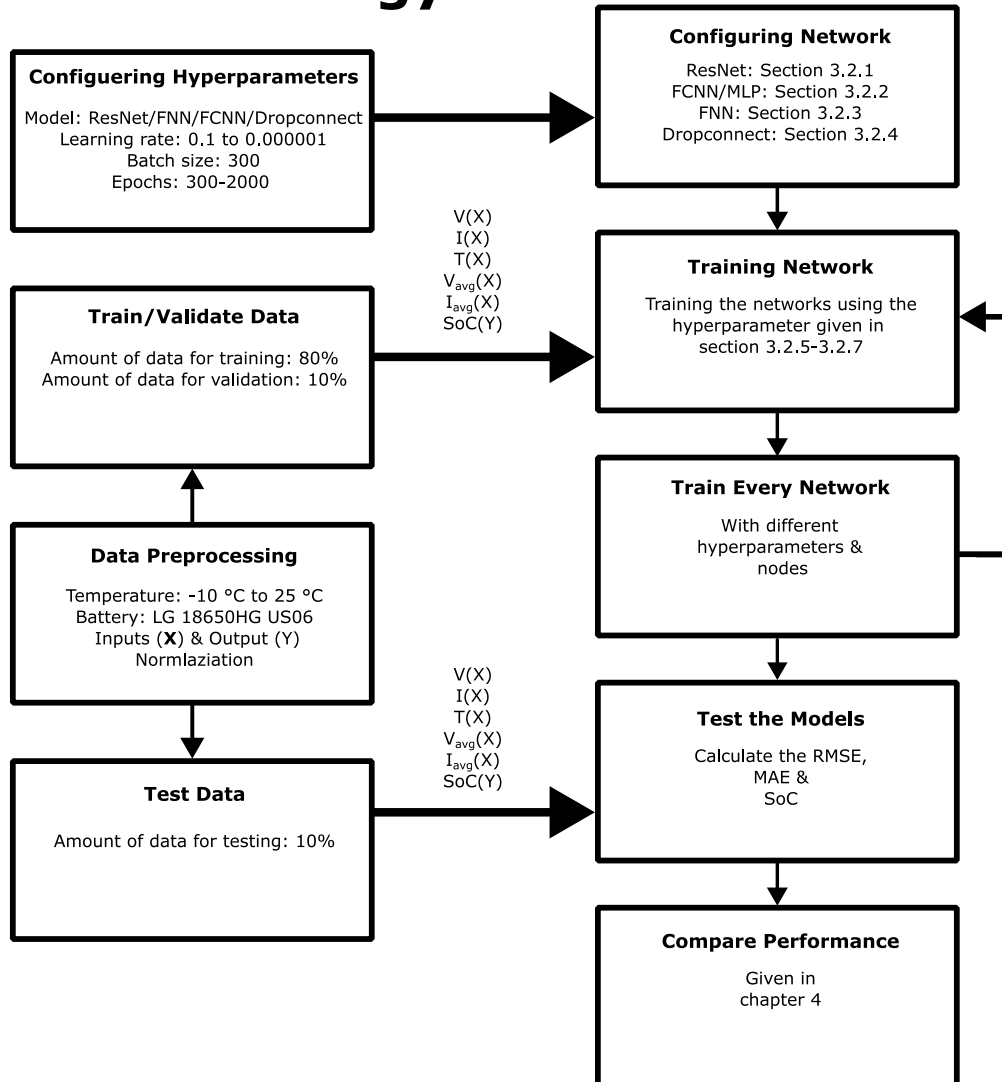 gy
Configuering Hyperparameters
Model: ResNet/FNN/FCNN/Dropconnect
Learning rate: 0.1 to 0.000001
Batch size: 300
Epochs: 300-2000
Configuring Network
ResNet: Section 3.2.1
FCNN/MLP: Section 3.2.2
FNN: Section 3.2.3
Dropconnect: Section 3.2.4
V(X)
I(X)
T(X)
Vavg(X)
Iavg(X)
SoC(Y)
Train/Validate Data
Amount of data for training: 80%
Amount of data for validation: 10%
Training Network
Training the networks using the
hyperparameter given in
section 3.2.5-3.2.7
Train Every Network
With different
hyperparameters &
nodes
Data Preprocessing
Temperature: -10 °C to 25 °C
Battery: LG 18650HG US06
Inputs (X) & Output (Y)
Normlaziation
V(X)
I(X)
T(X)
Vavg(X)
Iavg(X)
SoC(Y)
Test Data
Amount of data for testing: 10%
Test the Models
Calculate the RMSE,
MAE &
SoC
Compare Performance
Given in
chapter 4